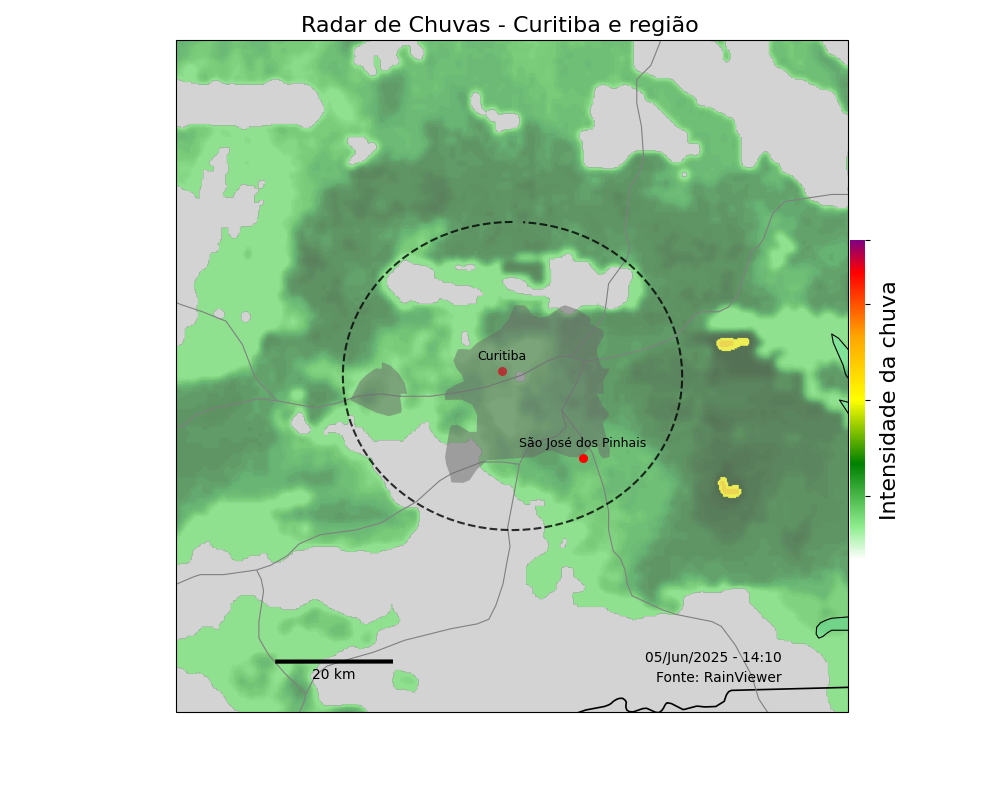 Radar de Chuvas - Curitiba e região
Curitiba
São José dos Pinhais
Intensidade da chuva
05/Jun/2025 - 14:10
20 km
Fonte: RainViewer